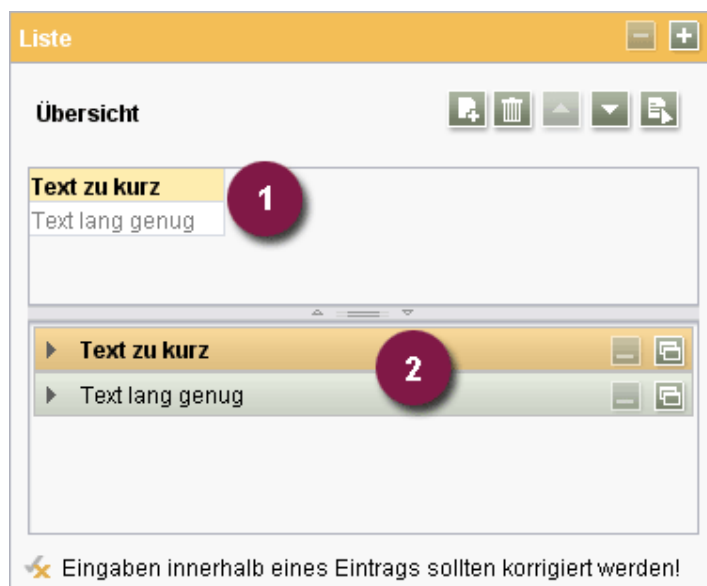 Liste
Übersicht
Text zu kurz
1
Text lang genug
Text zu kurz
2
Text lang genug
Eingaben innerhalb eines Eintrags sollten korrigiert werden!